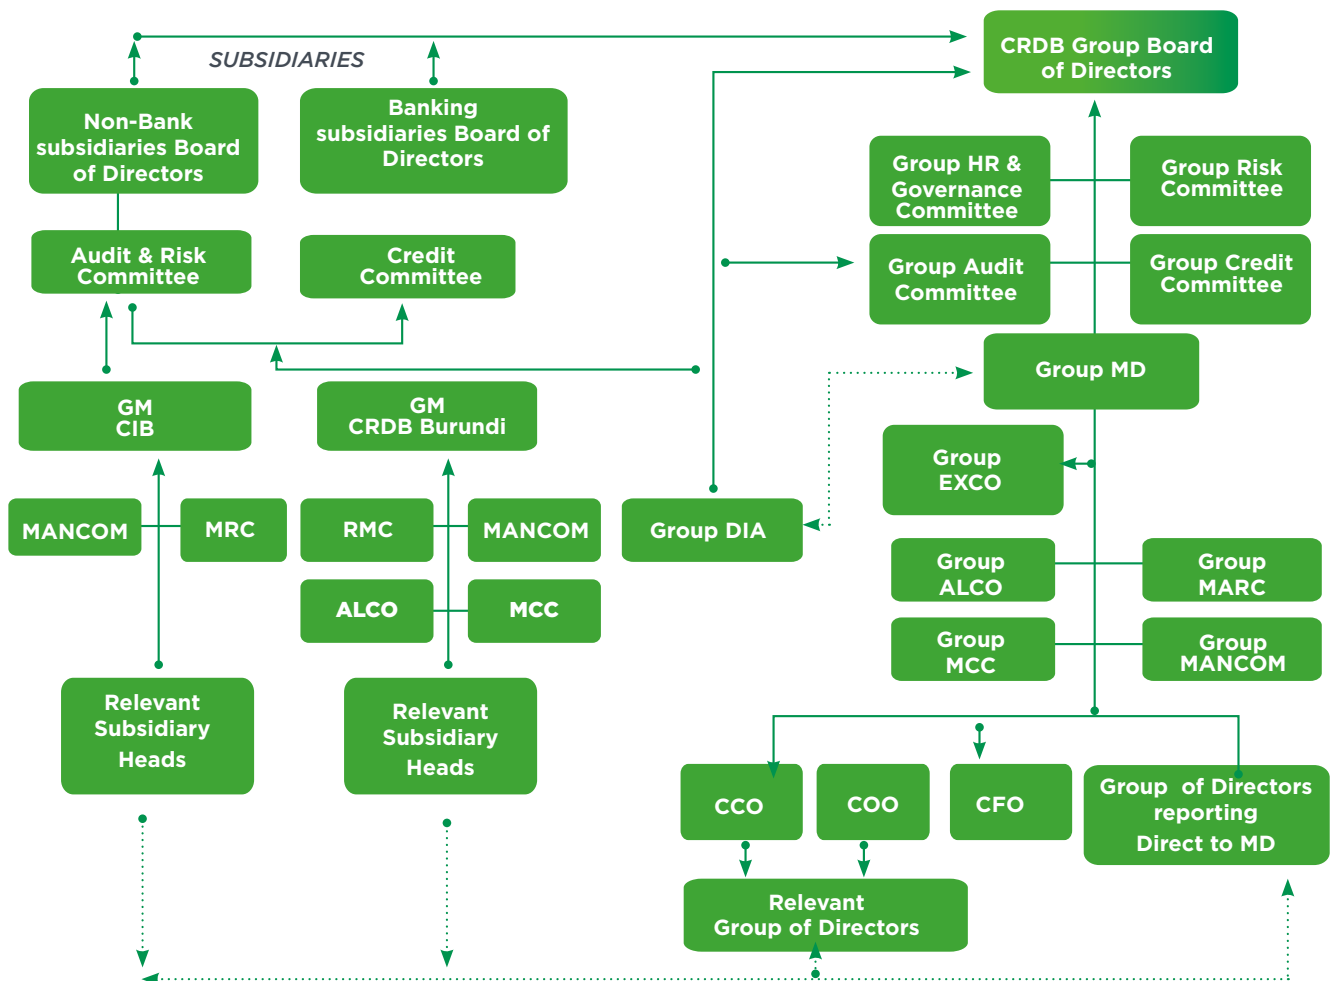 SUBSIDIARIES
CRDB Group Board
of Directors
Non-Bank
subsidiaries Board
of Directors
Banking
subsidiaries Board of
Directors
Group HR &
Governance
Committee
Group Risk
Committee
Audit & Risk
Committee
Credit
Committee
Group Audit
Committee
Group Credit
Committee
Group MD
GM
CIB
GM
CRDB Burundi
Group
EXCO
MANCOM
MRC
RMC
MANCOM
Group DIA
Group
ALCO
Group
MARC
ALCO
MCC
Group
MCC
Group
MANCOM
Relevant
Subsidiary
Heads
Relevant
Subsidiary
Heads
CCO
COO
CFO
Group of Directors
reporting
Direct to MD
Relevant
Group of Directors